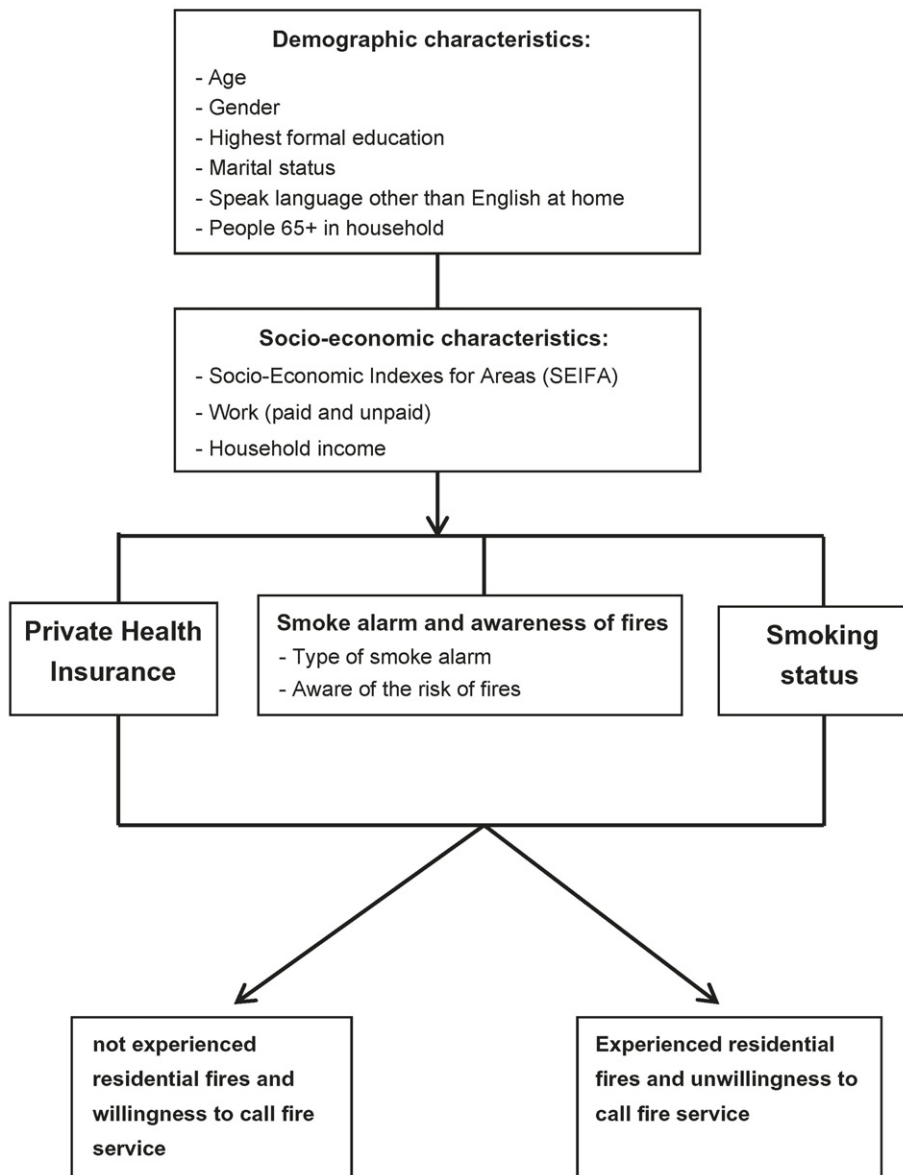 Demographic characteristics:
- Age
- Gender
- Highest formal education
- Marital status
- Speak language other than English at home
- People 65+ in household
Socio-economic characteristics:
- Socio-Economic Indexes for Areas (SEIFA)
- Work (paid and unpaid)
- Household income
Private Health
Insurance
Smoke alarm and awareness of fires
- Type of smoke alarm
- Aware of the risk of fires
Smoking
status
not experienced
residential fires and
willingness to call fire
service
Experienced residential
fires and unwillingness to
call fire service